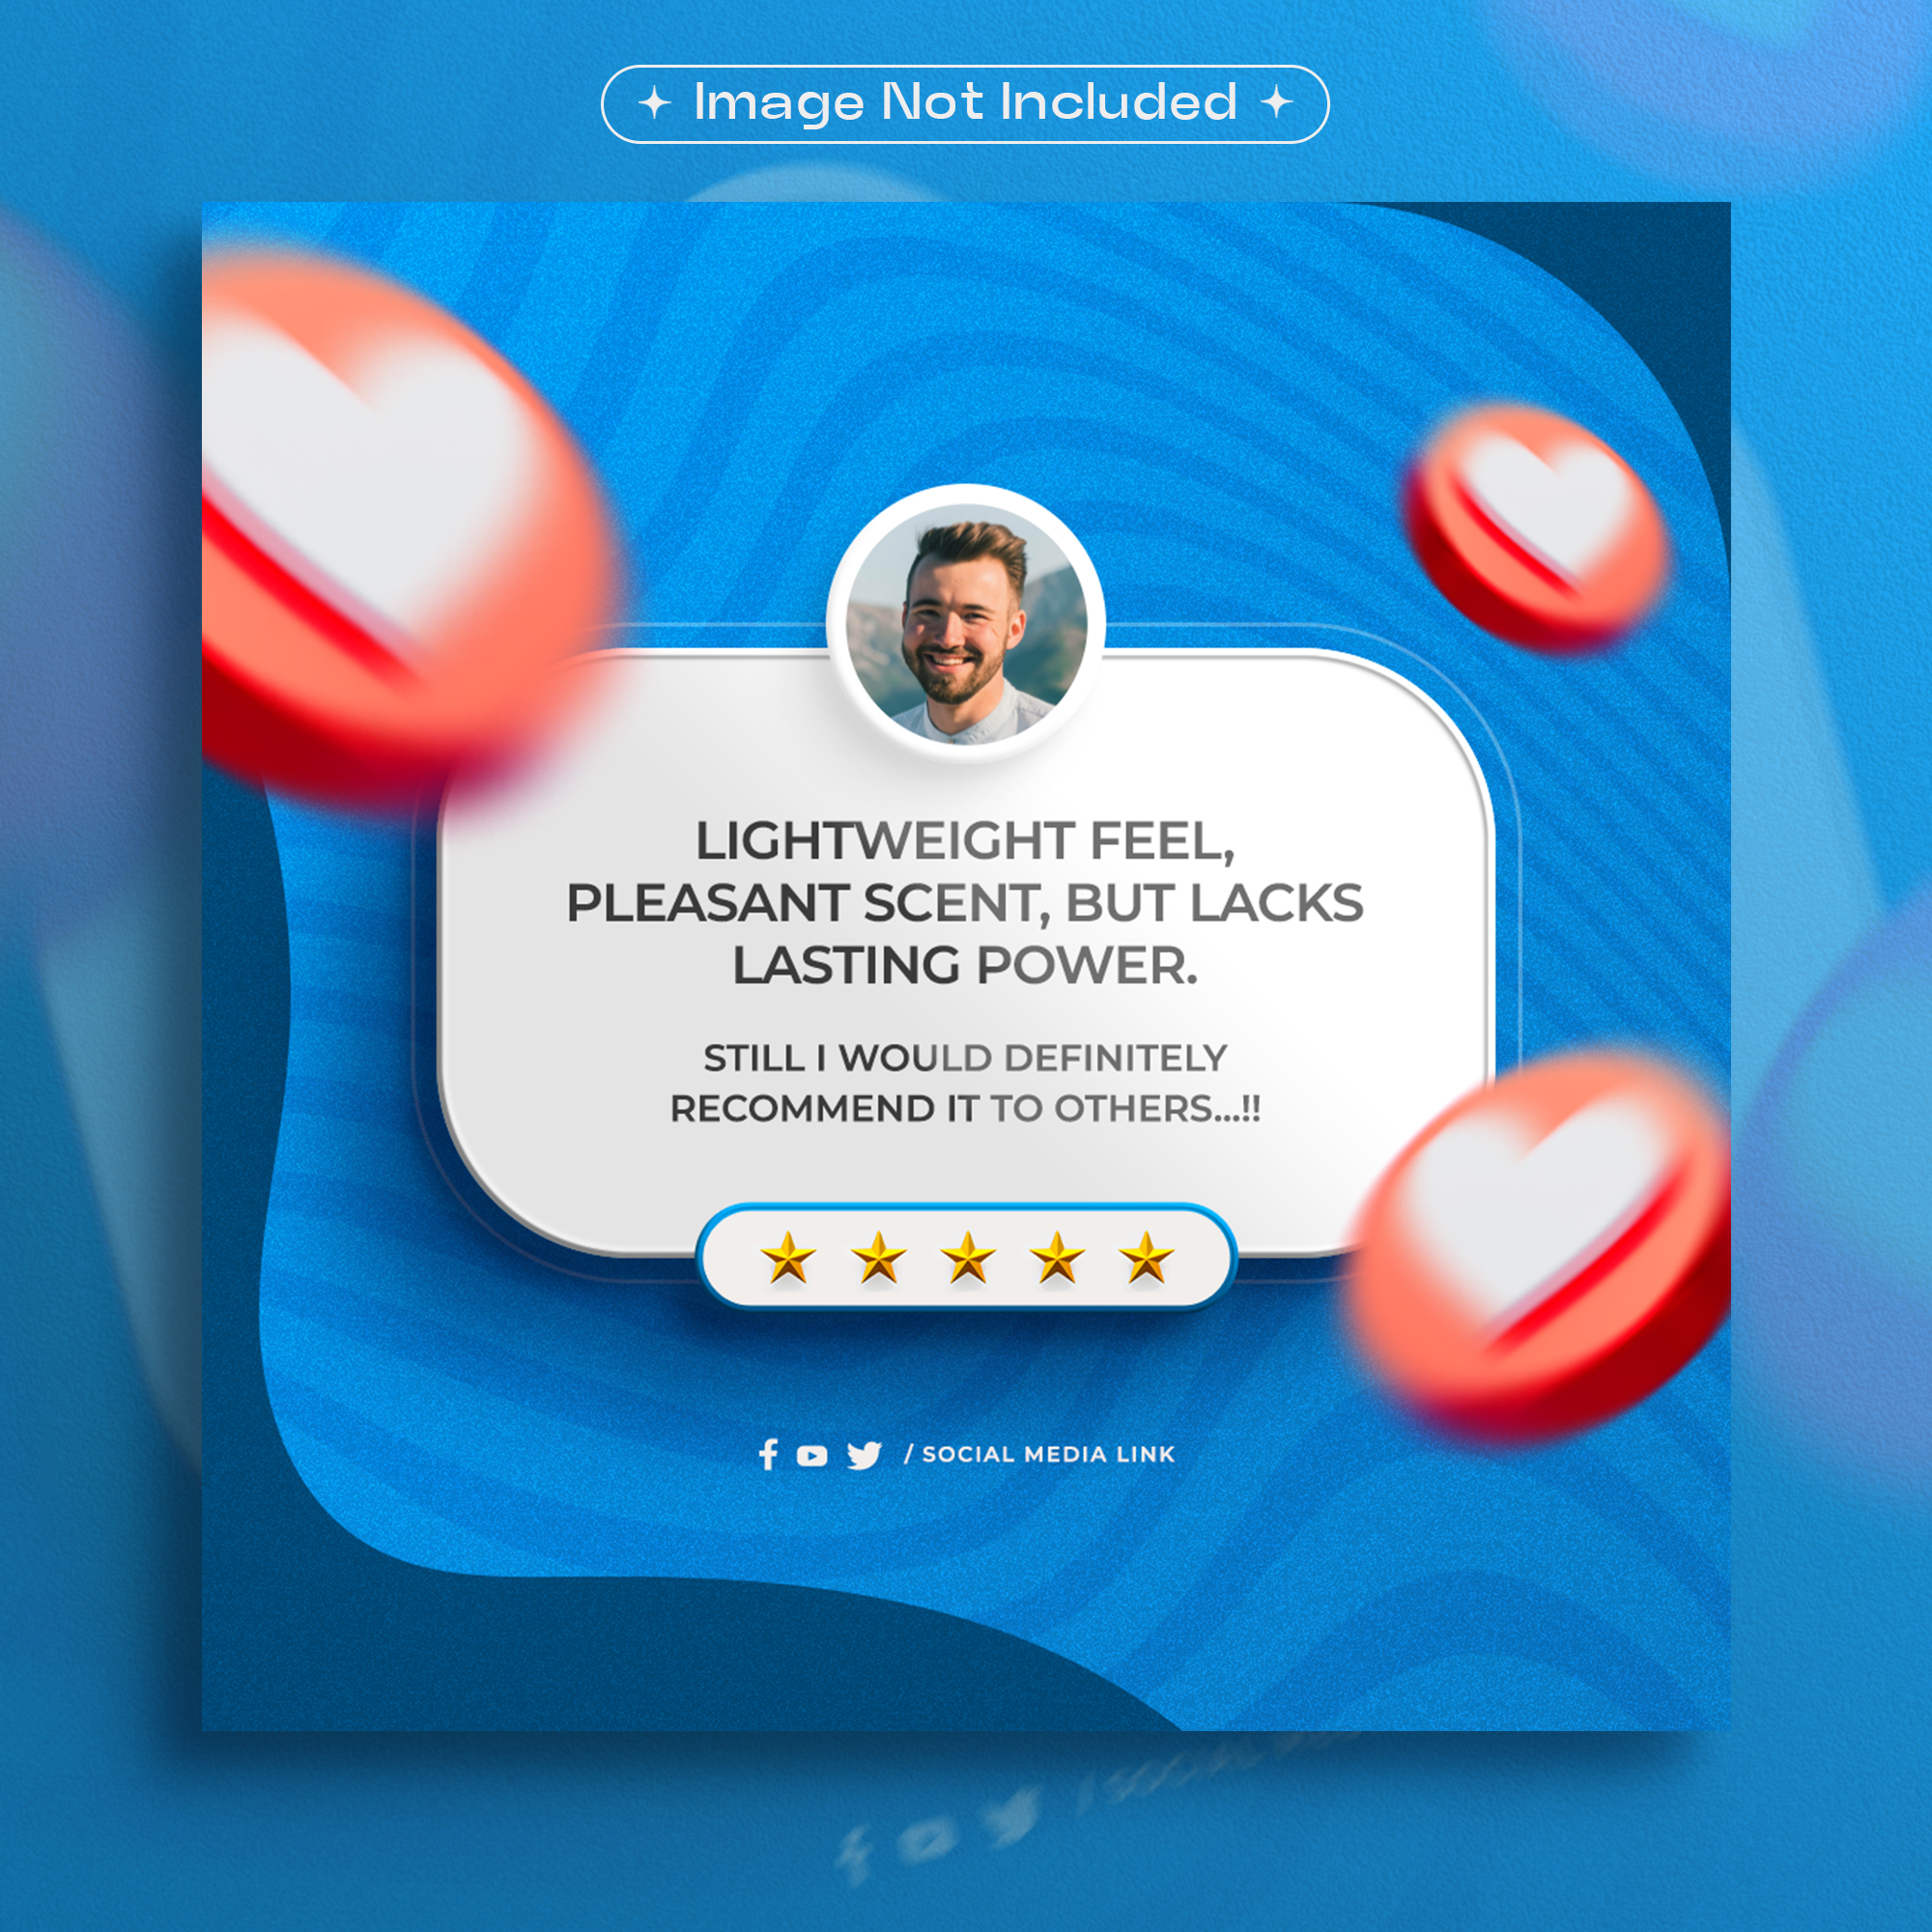 Image Not Included
LIGHTWEIGHT FEEL,
PLEASANT SCENT, BUT LACKS
LASTING POWER.
STILL I WOULD DEFINITELY
RECOMMEND IT TO OTHERS...!!
/ SOCIAL MEDIA LINK